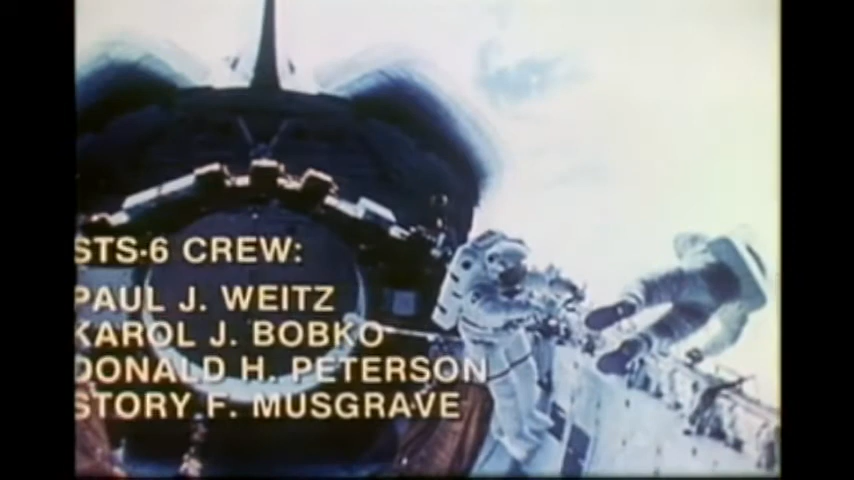 STS-6 CREW:
PAUL J. WEITZ
KAROL J. BOBKO
DONALD H. PETERSON
STORY F. MUSGRAVE